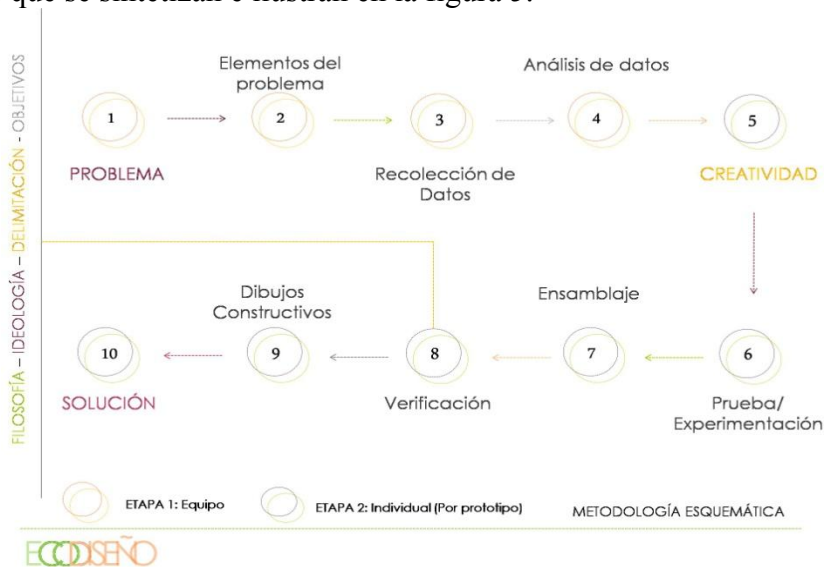 que se sintetizan e ilustran en la figura 3.
FILOSOFÍA – IDEOLOGÍA – DELIMITACIÓN - OBJETIVOS
Elementos del
problema
Análisis de datos
1
2
3
4
5
PROBLEMA
Recolección de
Datos
CREATIVIDAD
Dibujos
Constructivos
Ensamblaje
10
9
8
7
6
SOLUCIÓN
Verificación
Prueba/
Experimentación
ETAPA 1: Equipo
ETAPA 2: Individual (Por prototipo)
METODOLOGÍA ESQUEMÁTICA
ECODISEÑO